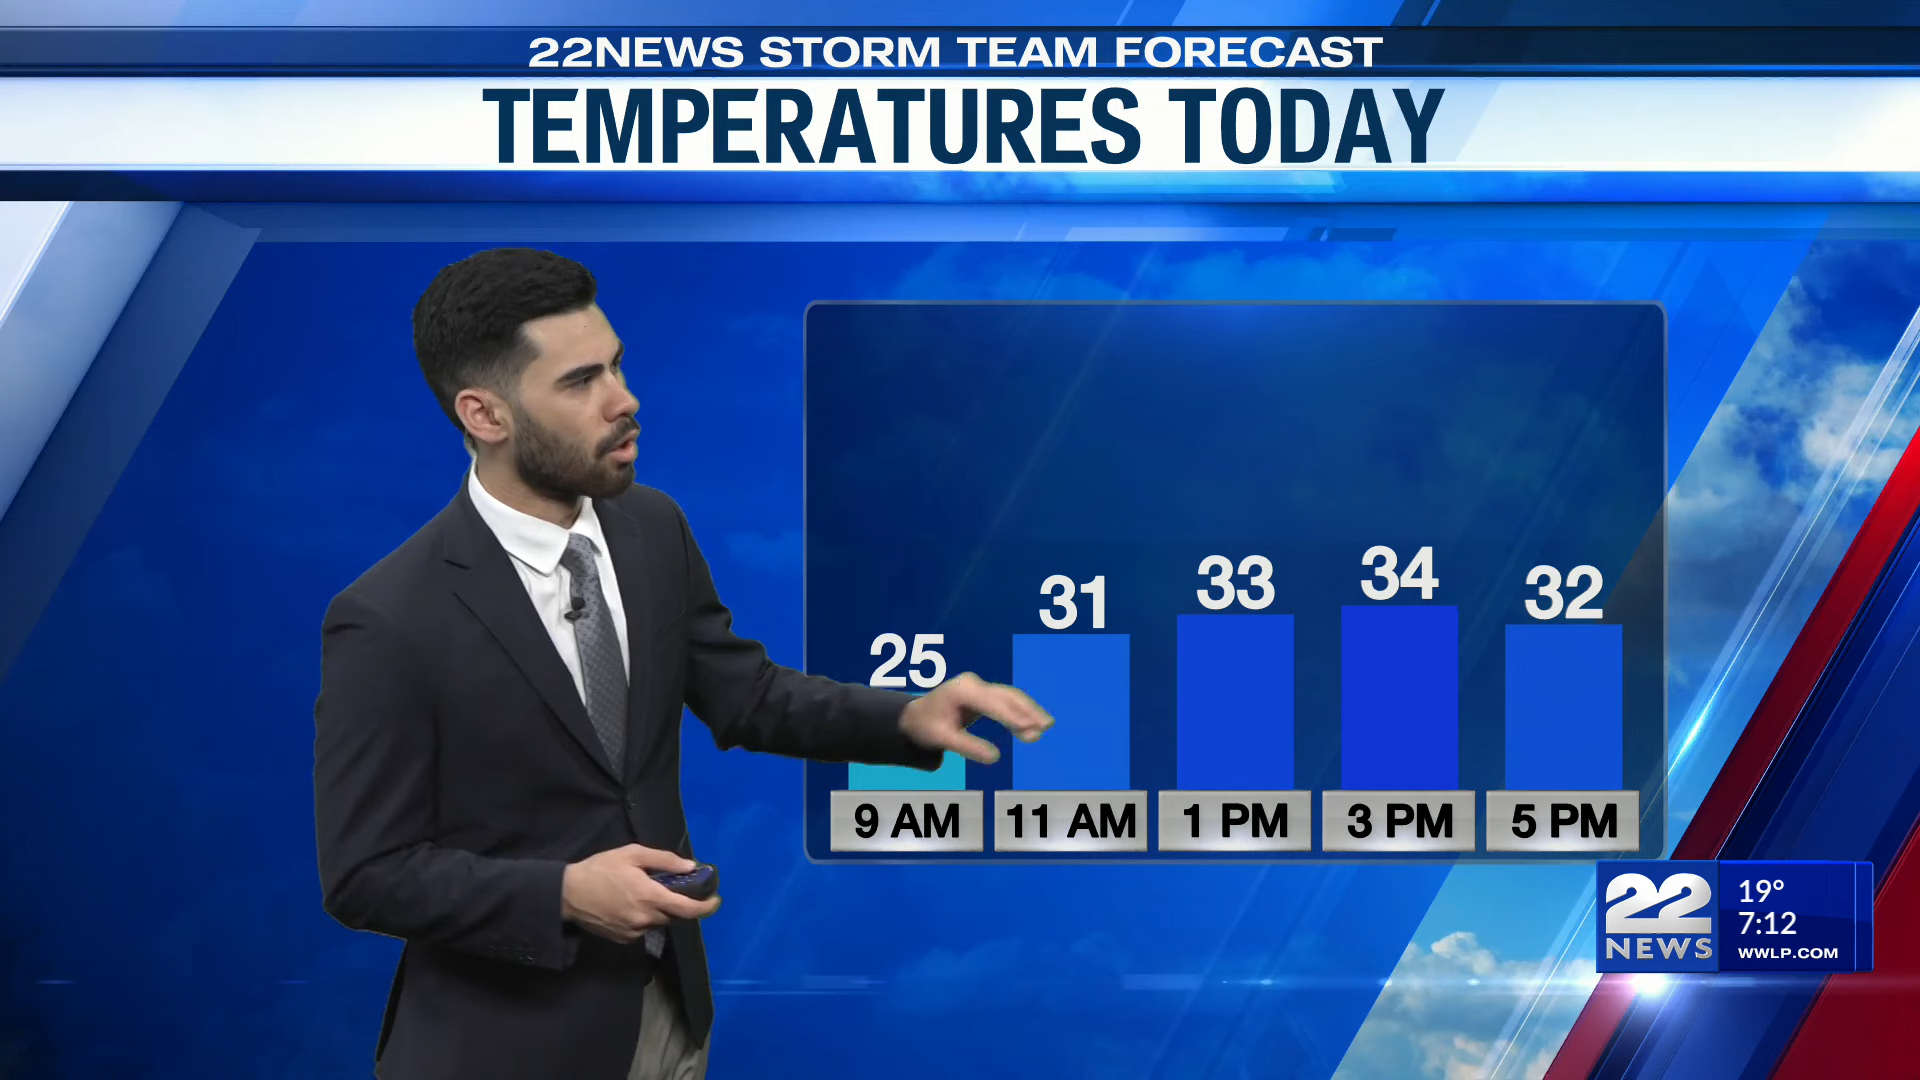 22NEWS STORM TEAM FORECAST
TEMPERATURES TODAY
25 31 33 34 32
9 AM 11 AM 1 PM 3 PM 5 PM
22 NEWS
19°
7:12
WWLP.COM